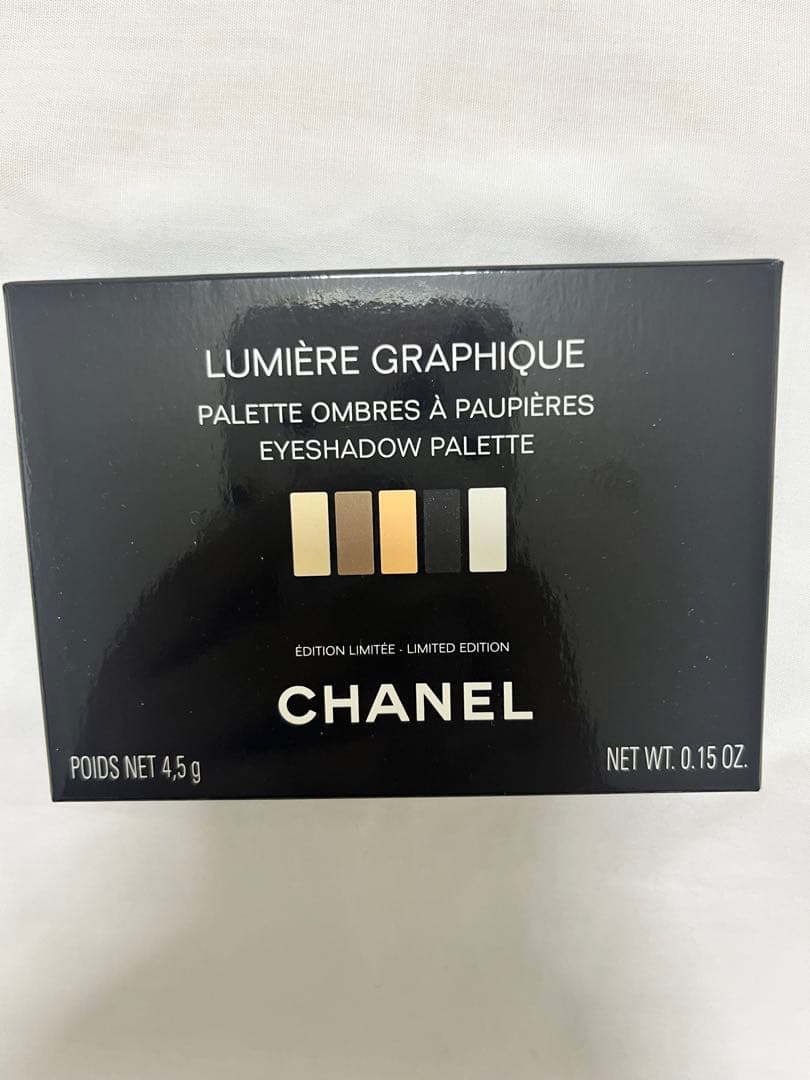 LUMIÈRE GRAPHIQUE
PALETTE OMBRES À PAUPIÈRES
EYESHADOW PALETTE
ÉDITION LIMITÉE - LIMITED EDITION
CHANEL
POIDS NET 4,5 g
NET WT. 0.15 OZ.